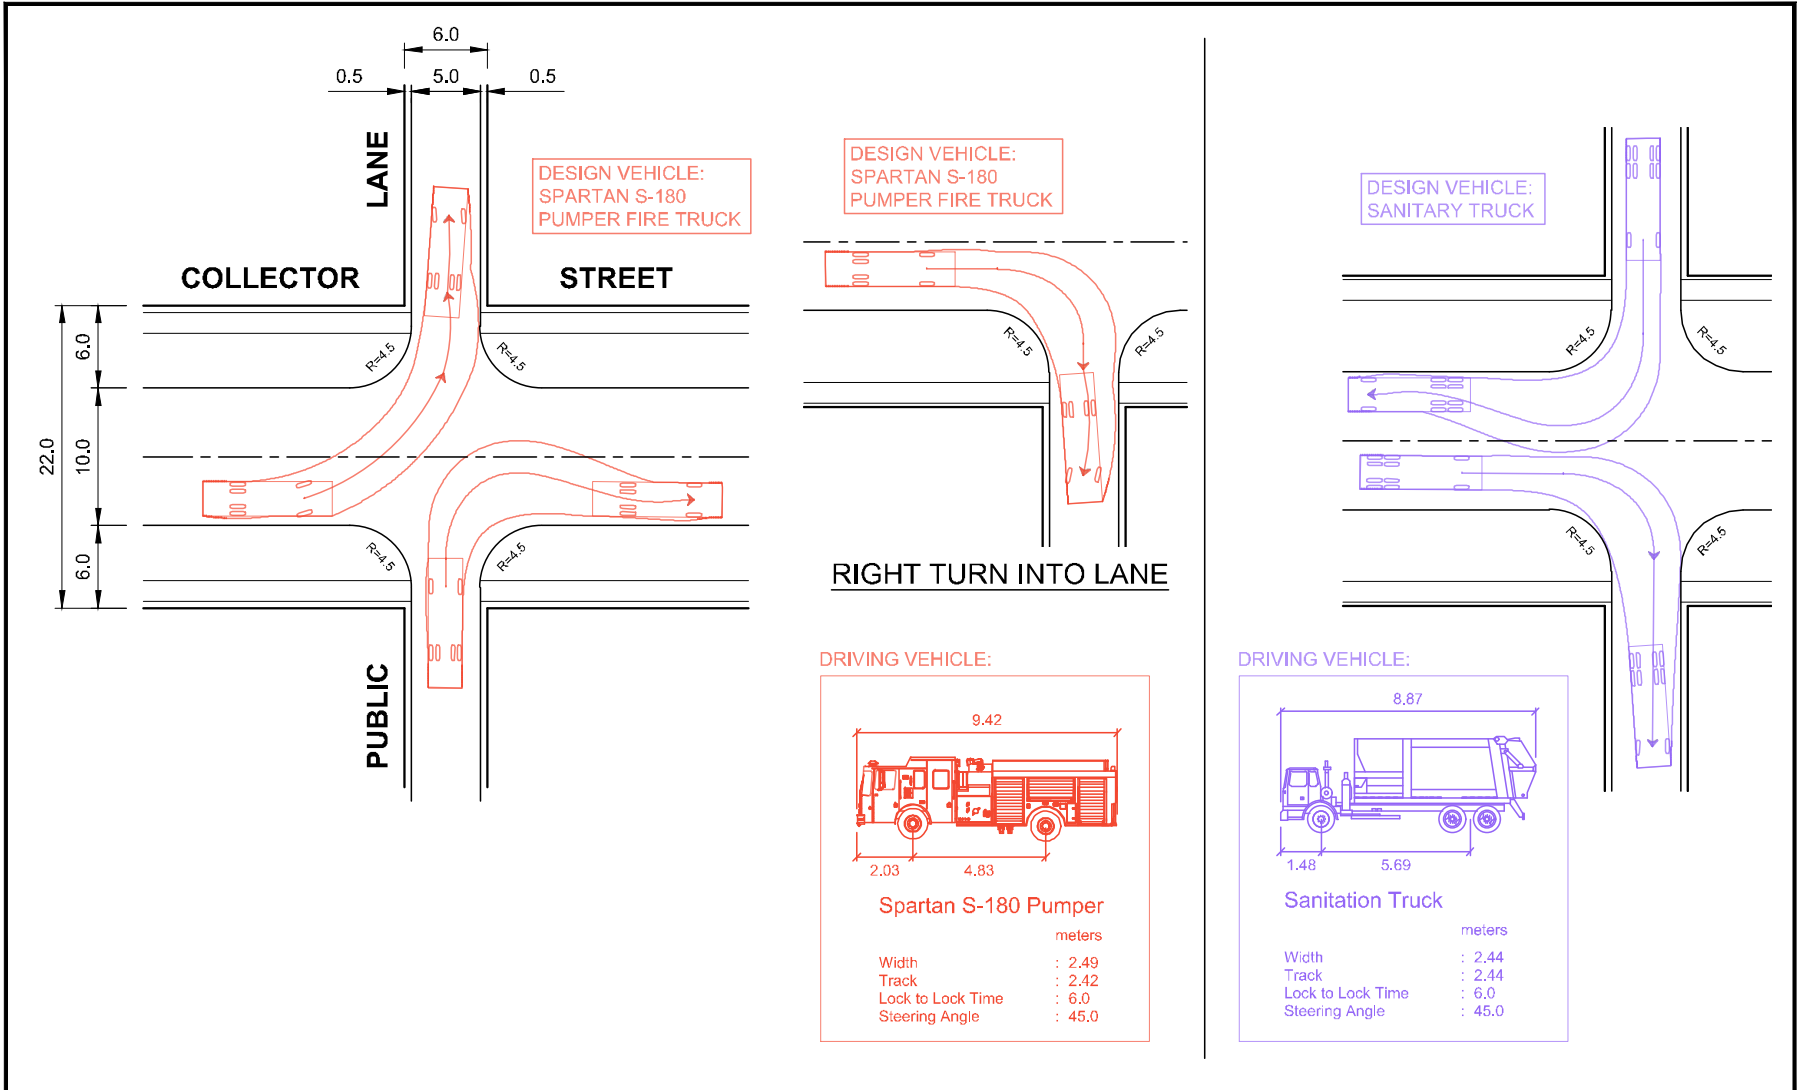 6.0
0.5
5.0
0.5
LANE
DESIGN VEHICLE:
SPARTAN S-180
PUMPER FIRE TRUCK
COLLECTOR
STREET
6.0
R=4.5
R=4.5
22.0
10.0
6.0
R=4.5
R=4.5
PUBLIC
DESIGN VEHICLE:
SPARTAN S-180
PUMPER FIRE TRUCK
R=4.5
R=4.5
RIGHT TURN INTO LANE
DRIVING VEHICLE:
9.42
2.03
4.83
Spartan S-180 Pumper
meters
Width : 2.49
Track : 2.42
Lock to Lock Time : 6.0
Steering Angle : 45.0
DESIGN VEHICLE:
SANITARY TRUCK
R=4.5
R=4.5
R=4.5
R=4.5
DRIVING VEHICLE:
8.87
1.48
5.69
Sanitation Truck
meters
Width : 2.44
Track : 2.44
Lock to Lock Time : 6.0
Steering Angle : 45.0